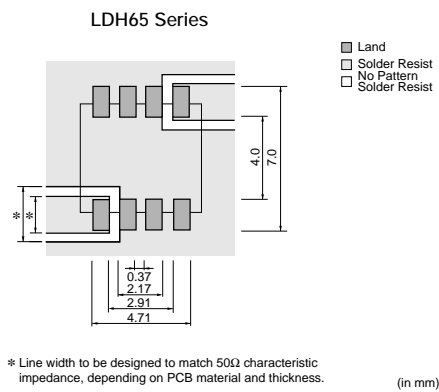 LDH65 Series
Land
Solder Resist
No Pattern
Solder Resist
4.0
7.0
*
*
0.37
2.17
2.91
4.71
* Line width to be designed to match 50Ω characteristic
impedance, depending on PCB material and thickness.
(in mm)